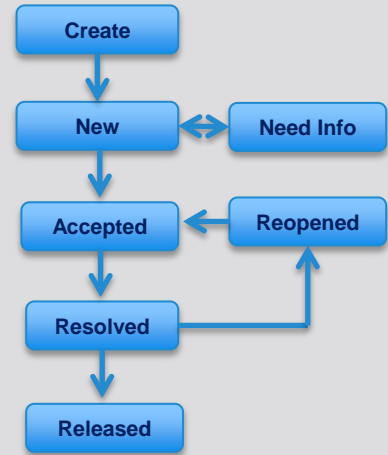 Create
New
Need Info
Accepted
Reopened
Resolved
Released